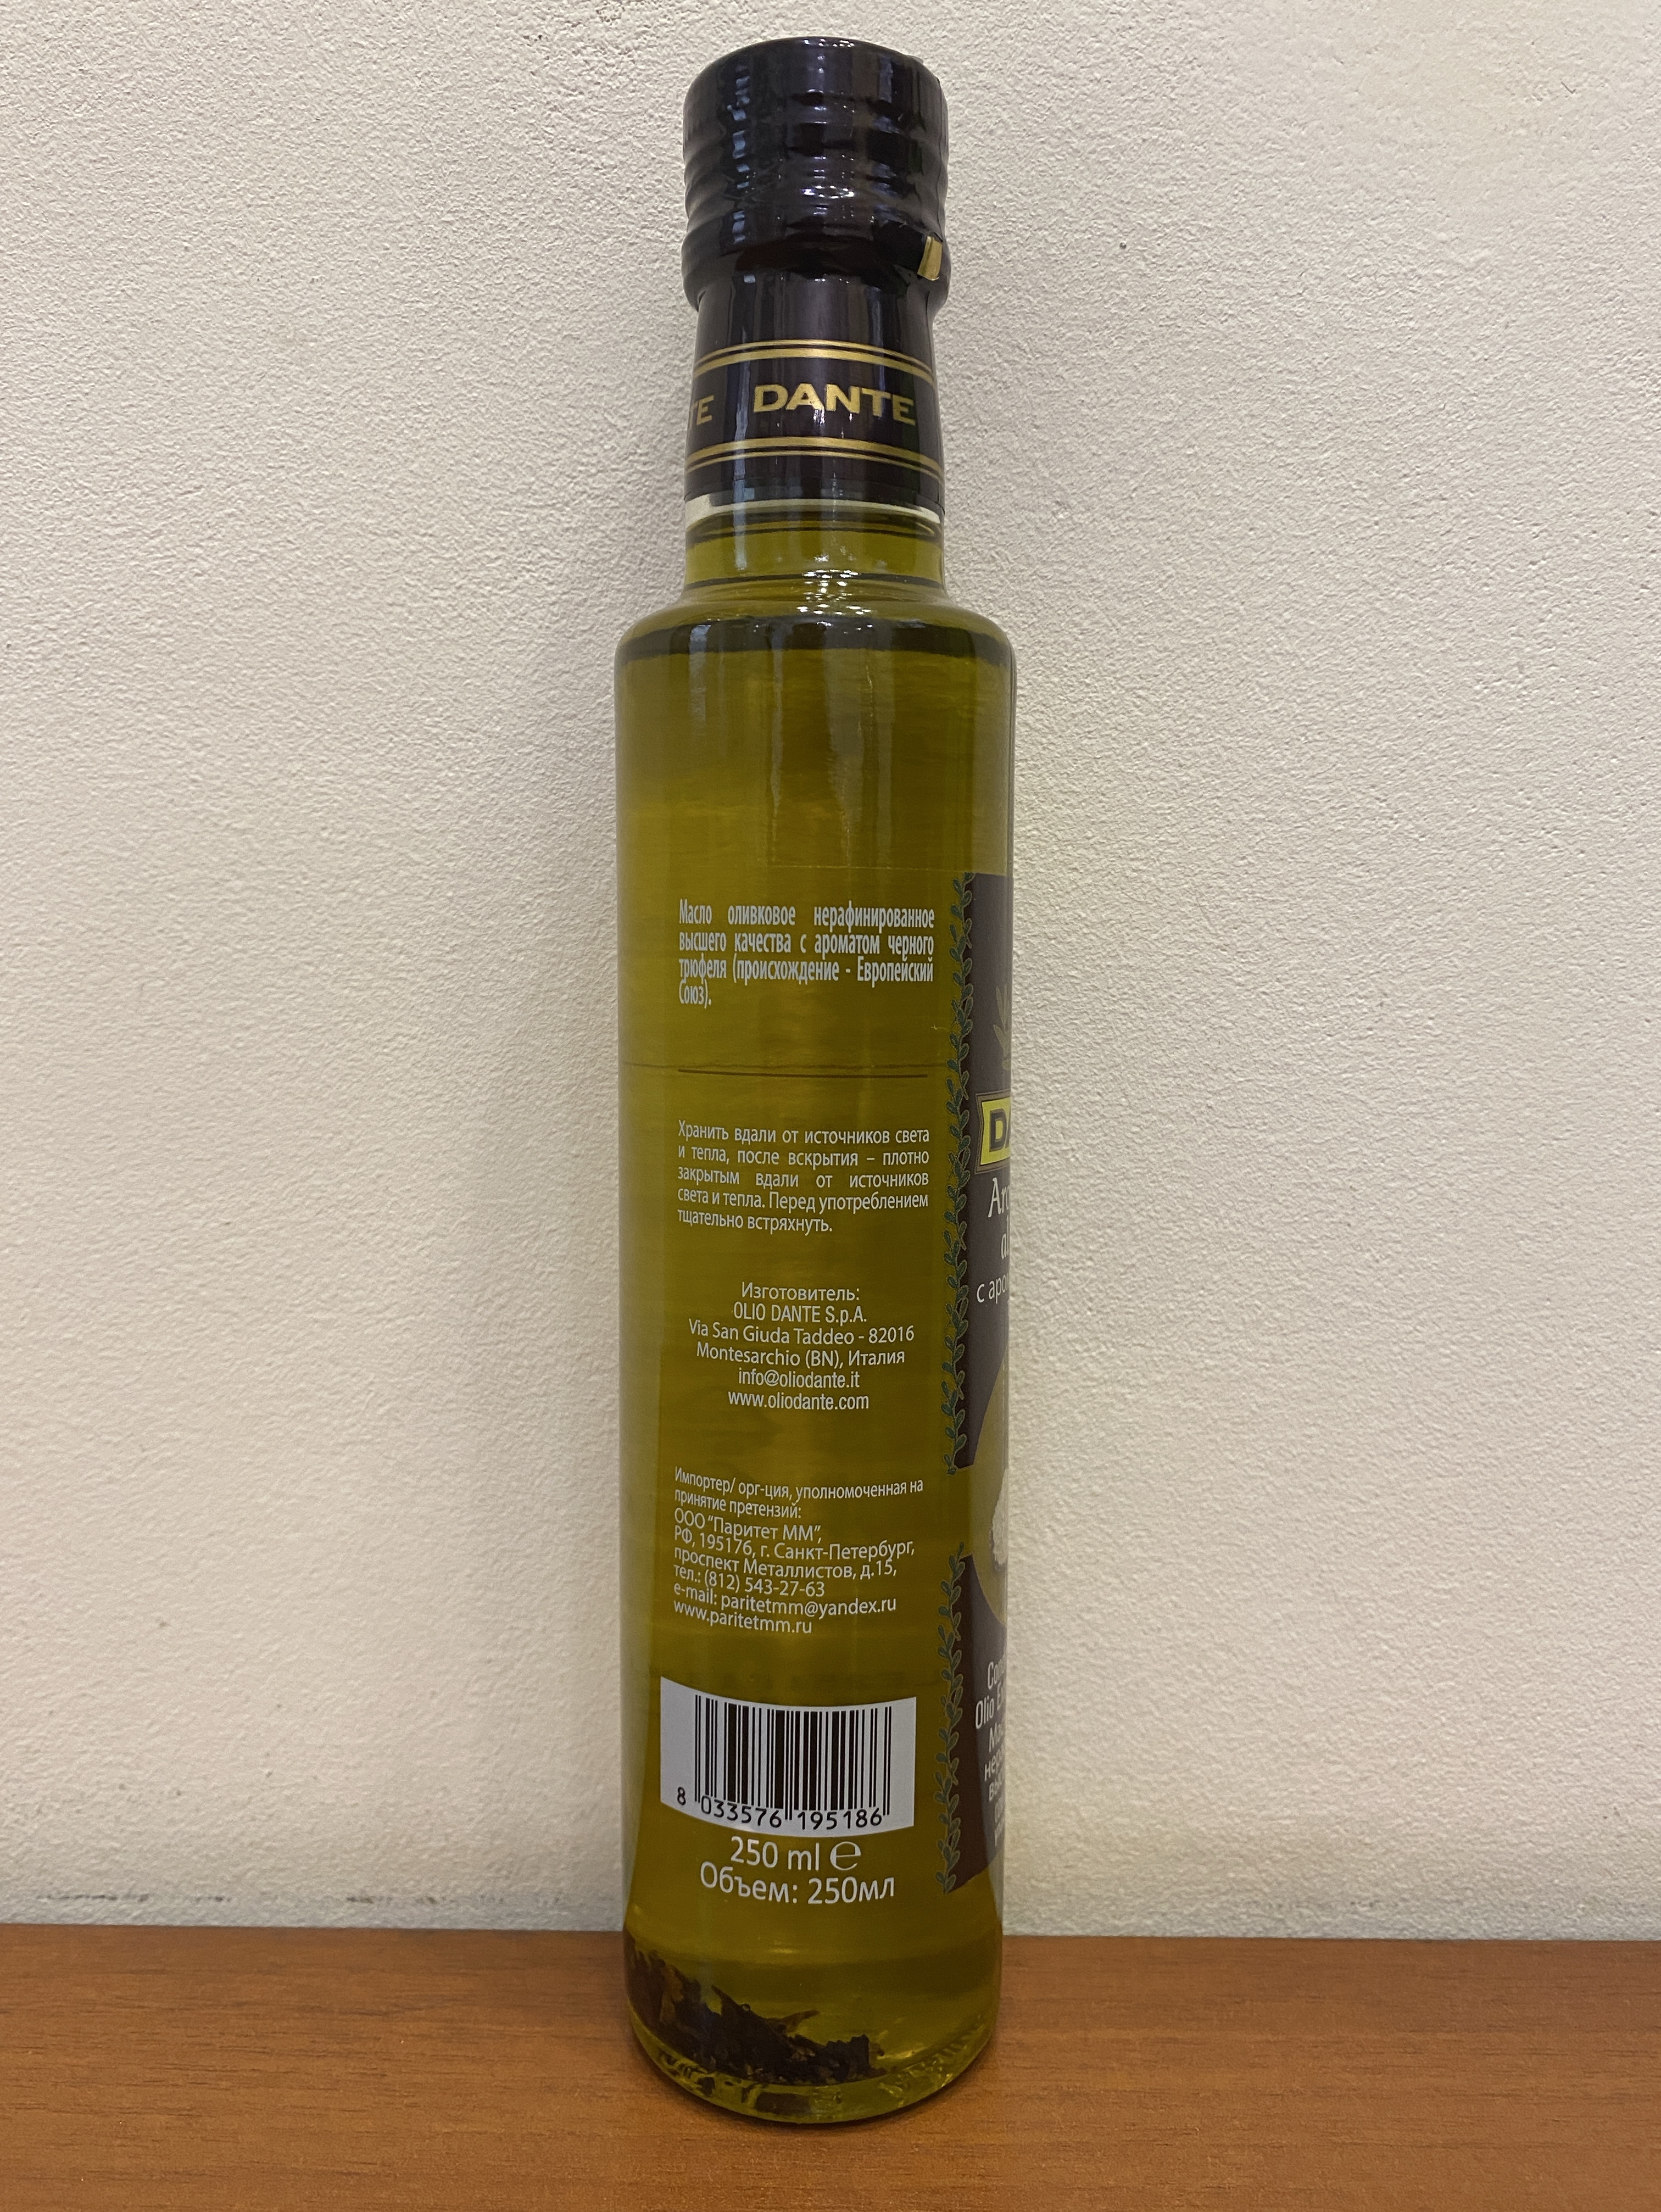 TE DANTE
Масло оливковое нерафинированное
высшего качества с ароматом черного
трюфеля (происхождение - Европейский
Союз).
Хранить вдали от источников света
и тепла, после вскрытия – плотно
закрытым вдали от источников
света и тепла. Перед употреблением
тщательно встряхнуть.
Изготовитель:
OLIO DANTE S.p.A.
Via San Giuda Taddeo - 82016
Montesarchio (BN), Италия
info@oliodante.it
www.oliodante.com
Импортер/ орг-ция, уполномоченная на
принятие претензий:
ООО "Паритет ММ",
РФ, 195176, г. Санкт-Петербург,
проспект Металлистов, д.15,
тел.: (812) 543-27-63
e-mail: paritetmm@yandex.ru
www.paritetmm.ru
8 033576 195186
250 ml ℮
Объем: 250мл
DA
с аро
Olio E